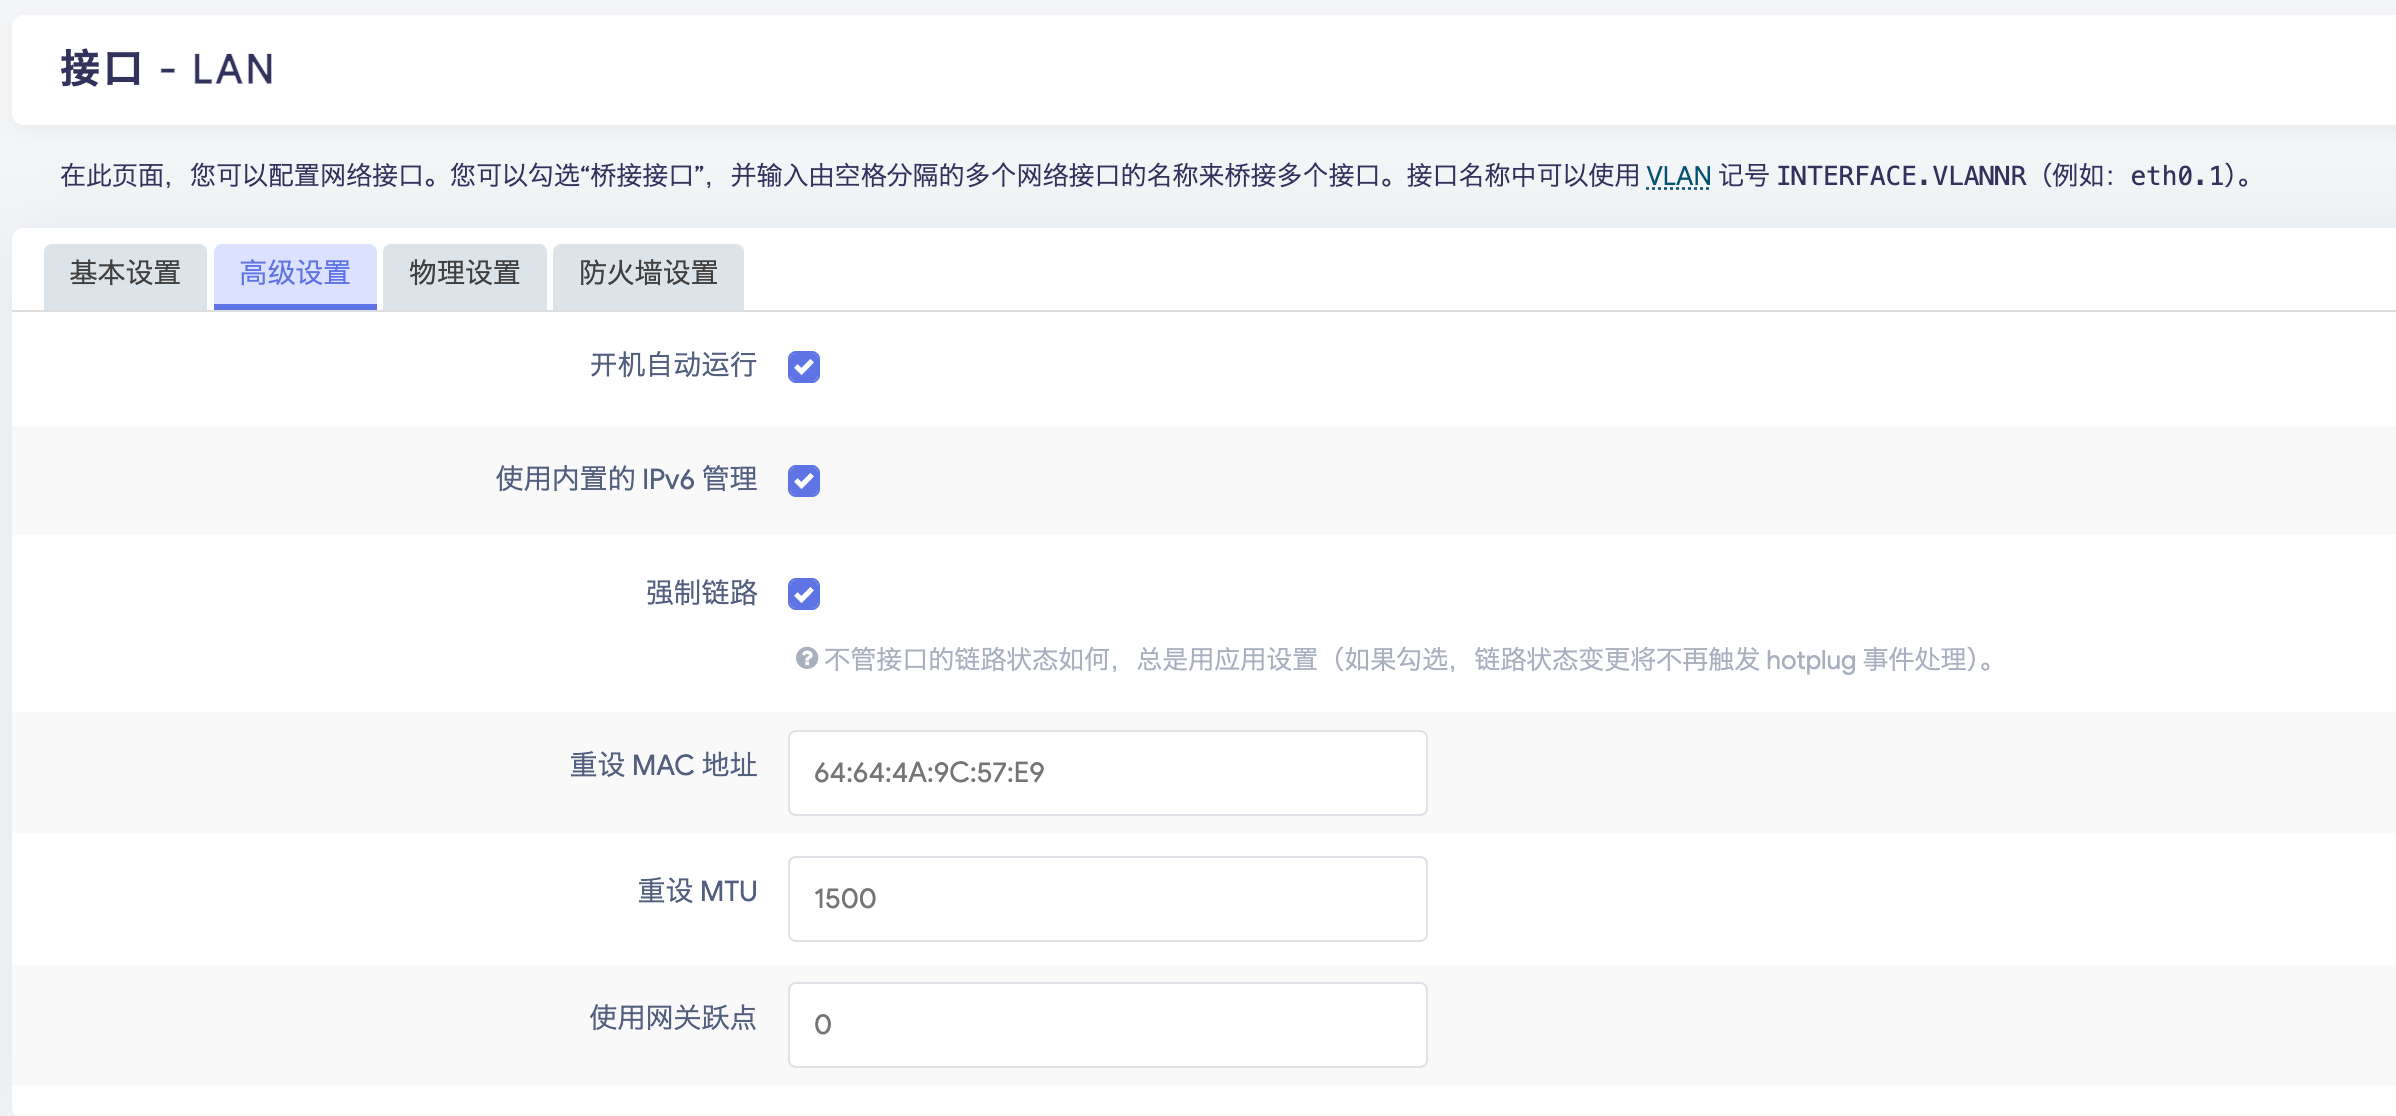 接口 - LAN
在此页面，您可以配置网络接口。您可以勾选“桥接接口”，并输入由空格分隔的多个网络接口的名称来桥接多个接口。接口名称中可以使用 VLAN 记号 INTERFACE.VLANNR（例如：eth0.1）。
基本设置 高级设置 物理设置 防火墙设置
开机自动运行
使用内置的 IPv6 管理
强制链路
不管接口的链路状态如何，总是用应用设置（如果勾选，链路状态变更将不再触发 hotplug 事件处理）。
重设 MAC 地址 64:64:4A:9C:57:E9
重设 MTU 1500
使用网关跃点 0